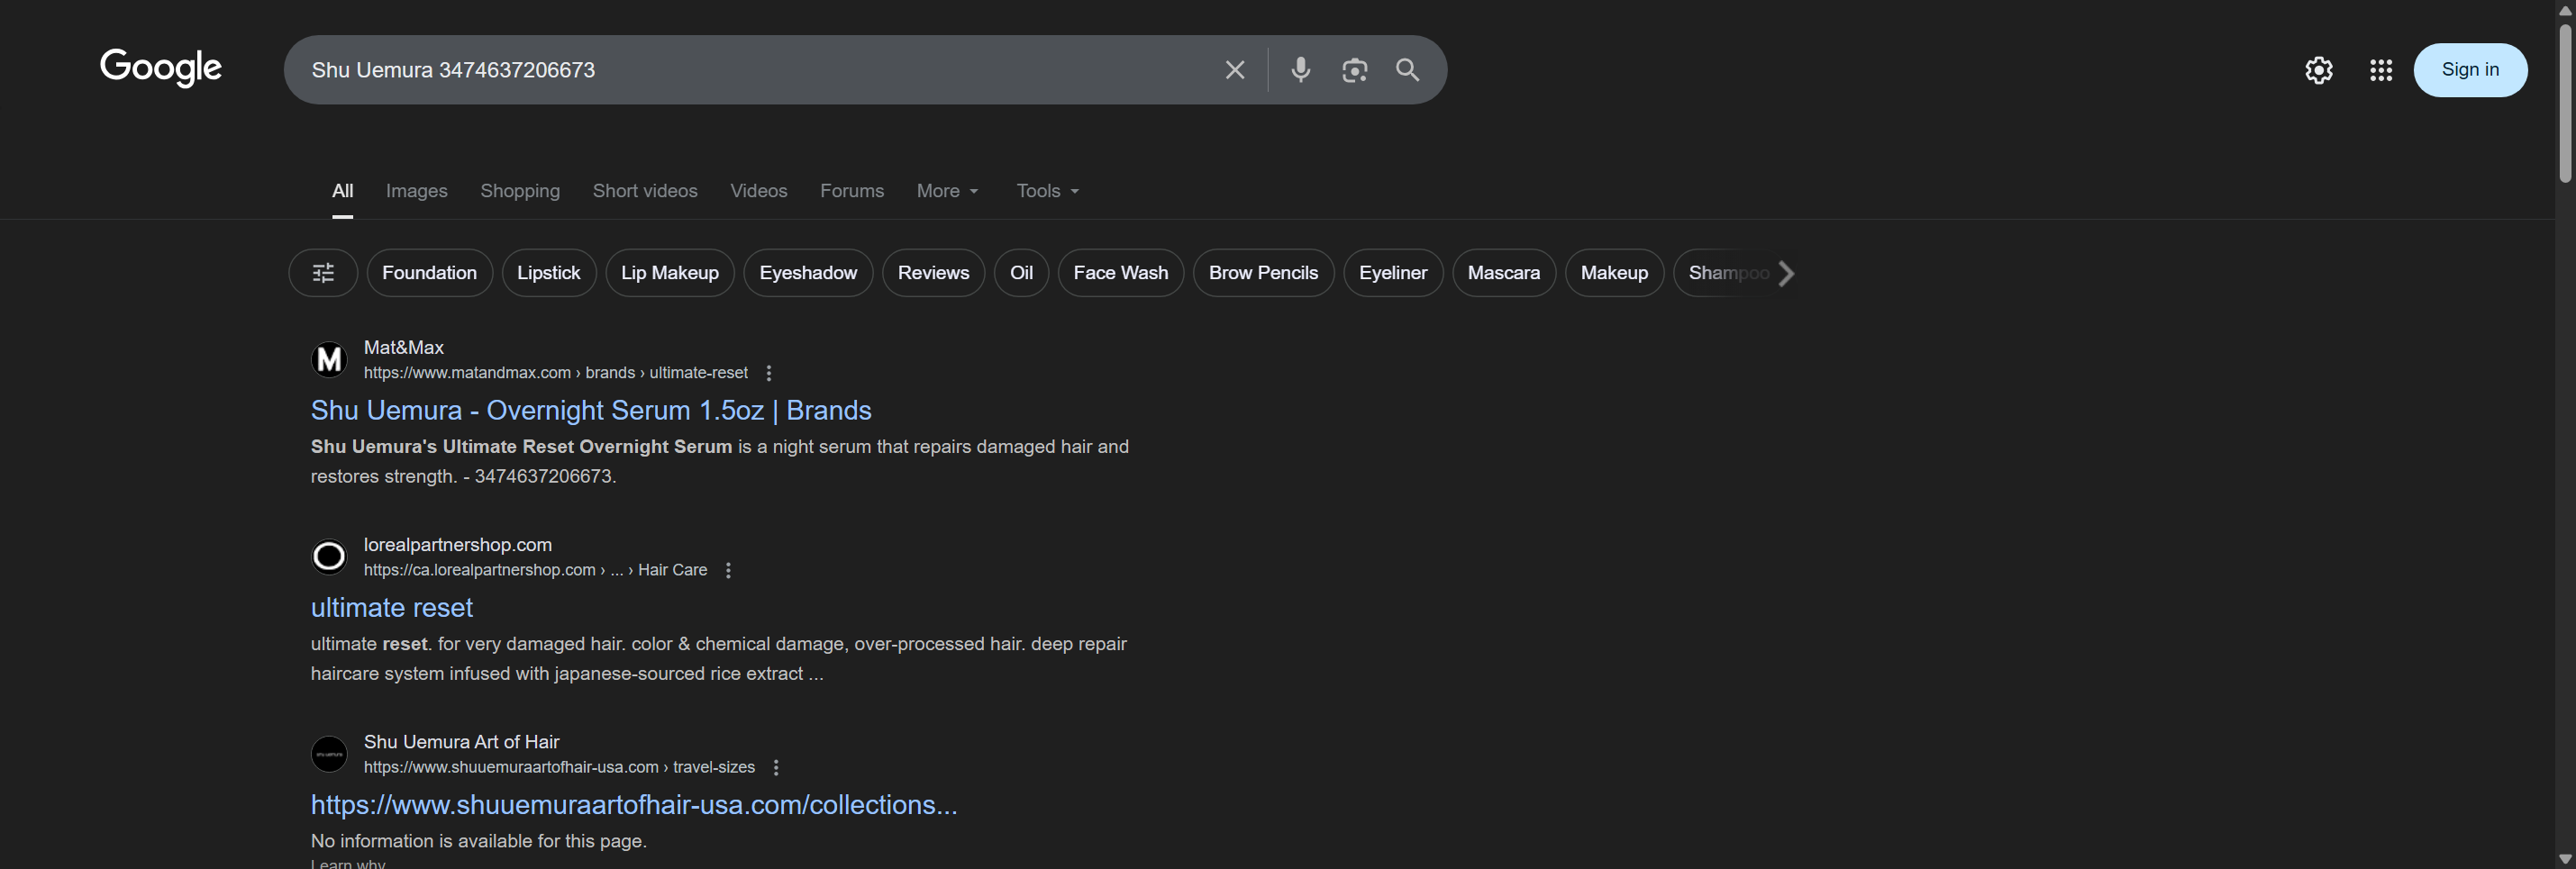 Google
Shu Uemura 3474637206673
Sign in
All Images Shopping Short videos Videos Forums More Tools
Foundation Lipstick Lip Makeup Eyeshadow Reviews Oil Face Wash Brow Pencils Eyeliner Mascara Makeup Shampoo
M Mat&Max
https://www.matandmax.com › brands › ultimate-reset
Shu Uemura - Overnight Serum 1.5oz | Brands
Shu Uemura's Ultimate Reset Overnight Serum is a night serum that repairs damaged hair and
restores strength. - 3474637206673.
lorealpartnershop.com
https://ca.lorealpartnershop.com › ... › Hair Care
ultimate reset
ultimate reset. for very damaged hair. color & chemical damage, over-processed hair. deep repair
haircare system infused with japanese-sourced rice extract ...
shu uemura Shu Uemura Art of Hair
https://www.shuuemuraartofhair-usa.com › travel-sizes
https://www.shuuemuraartofhair-usa.com/collections...
No information is available for this page.
Learn why